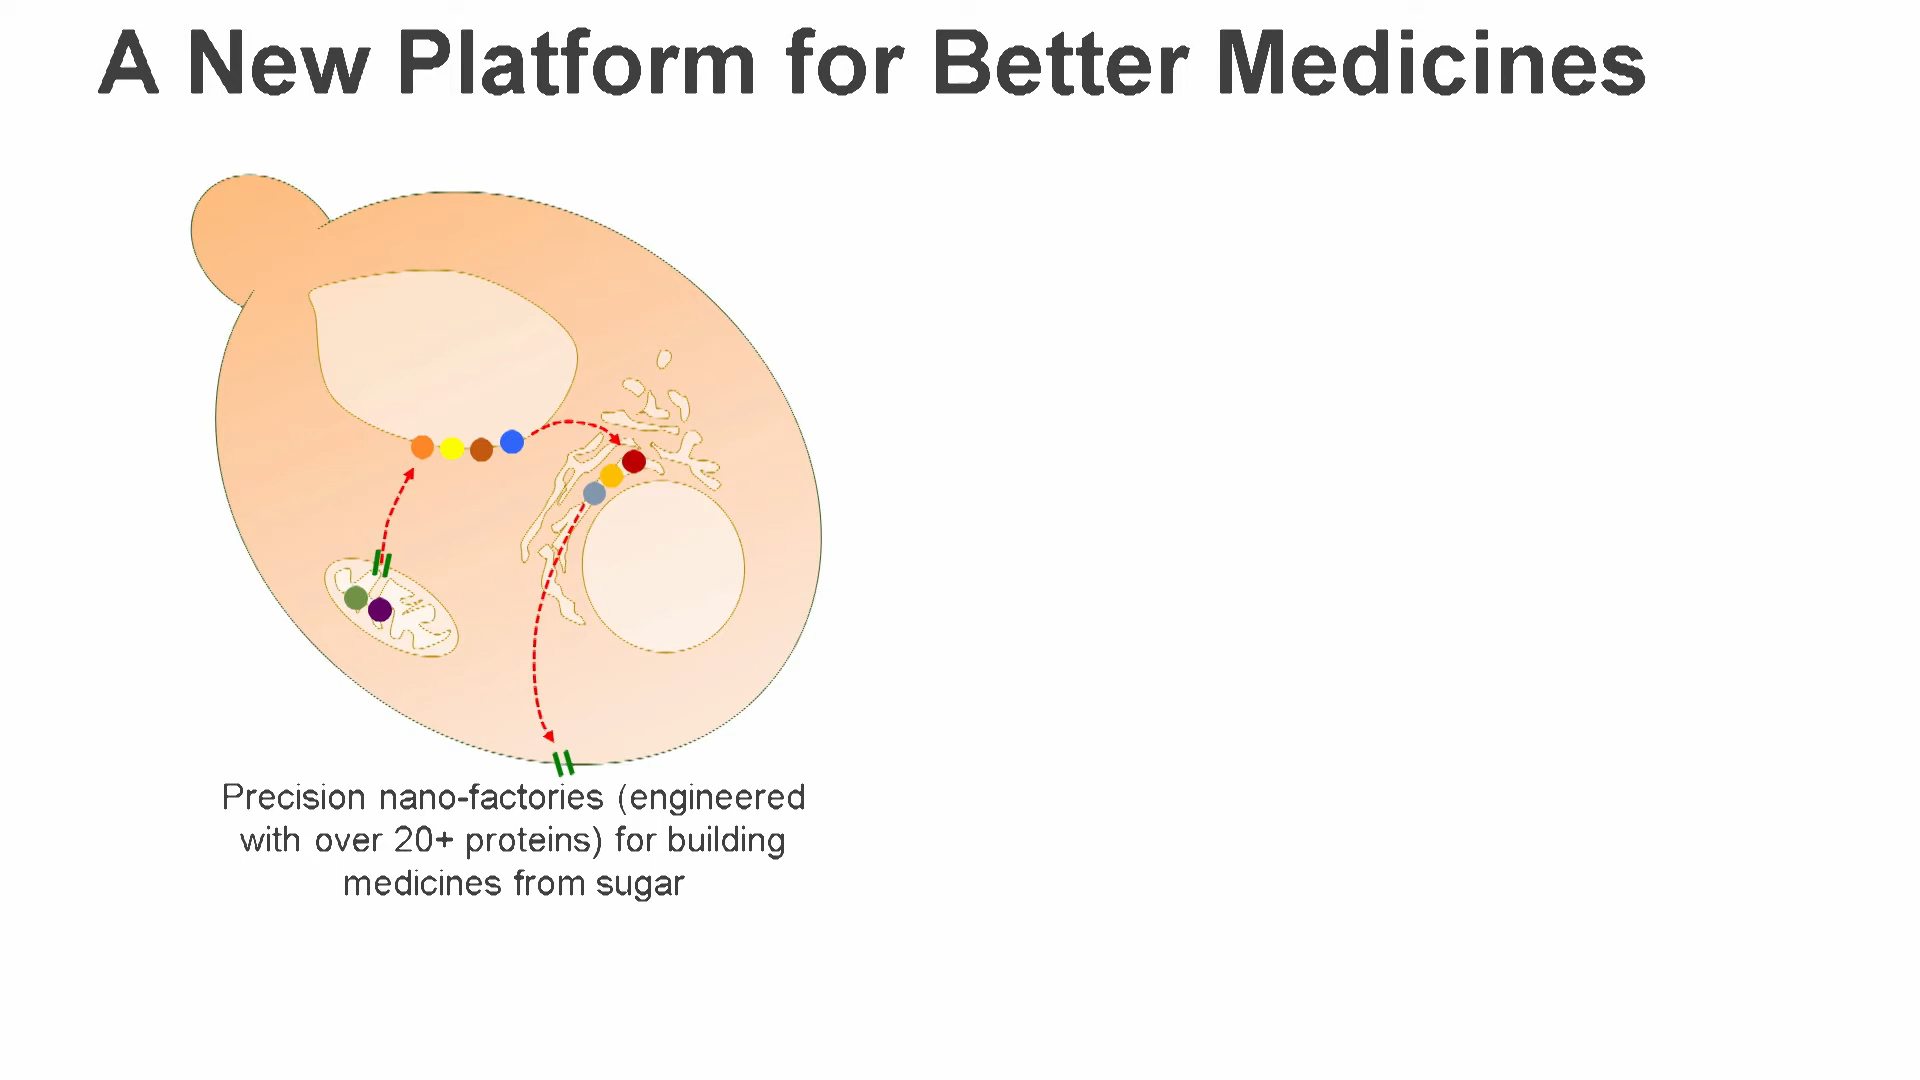 A New Platform for Better Medicines
Precision nano-factories (engineered
with over 20+ proteins) for building
medicines from sugar